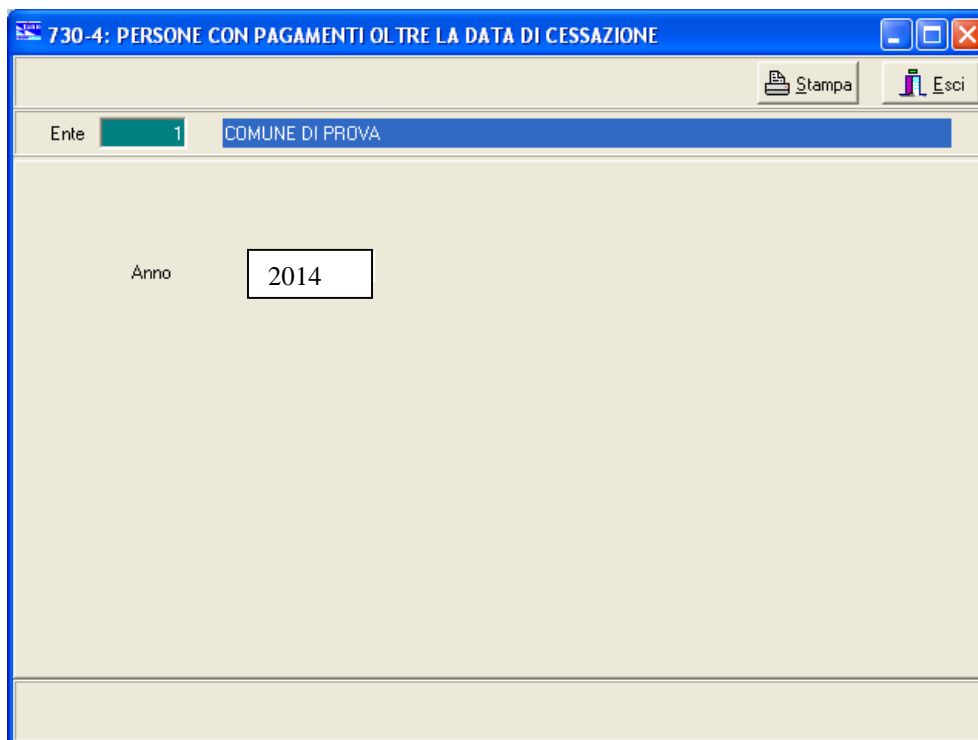 730-4: PERSONE CON PAGAMENTI OLTRE LA DATA DI CESSAZIONE
Stampa Esci
Ente 1 COMUNE DI PROVA
Anno 2014